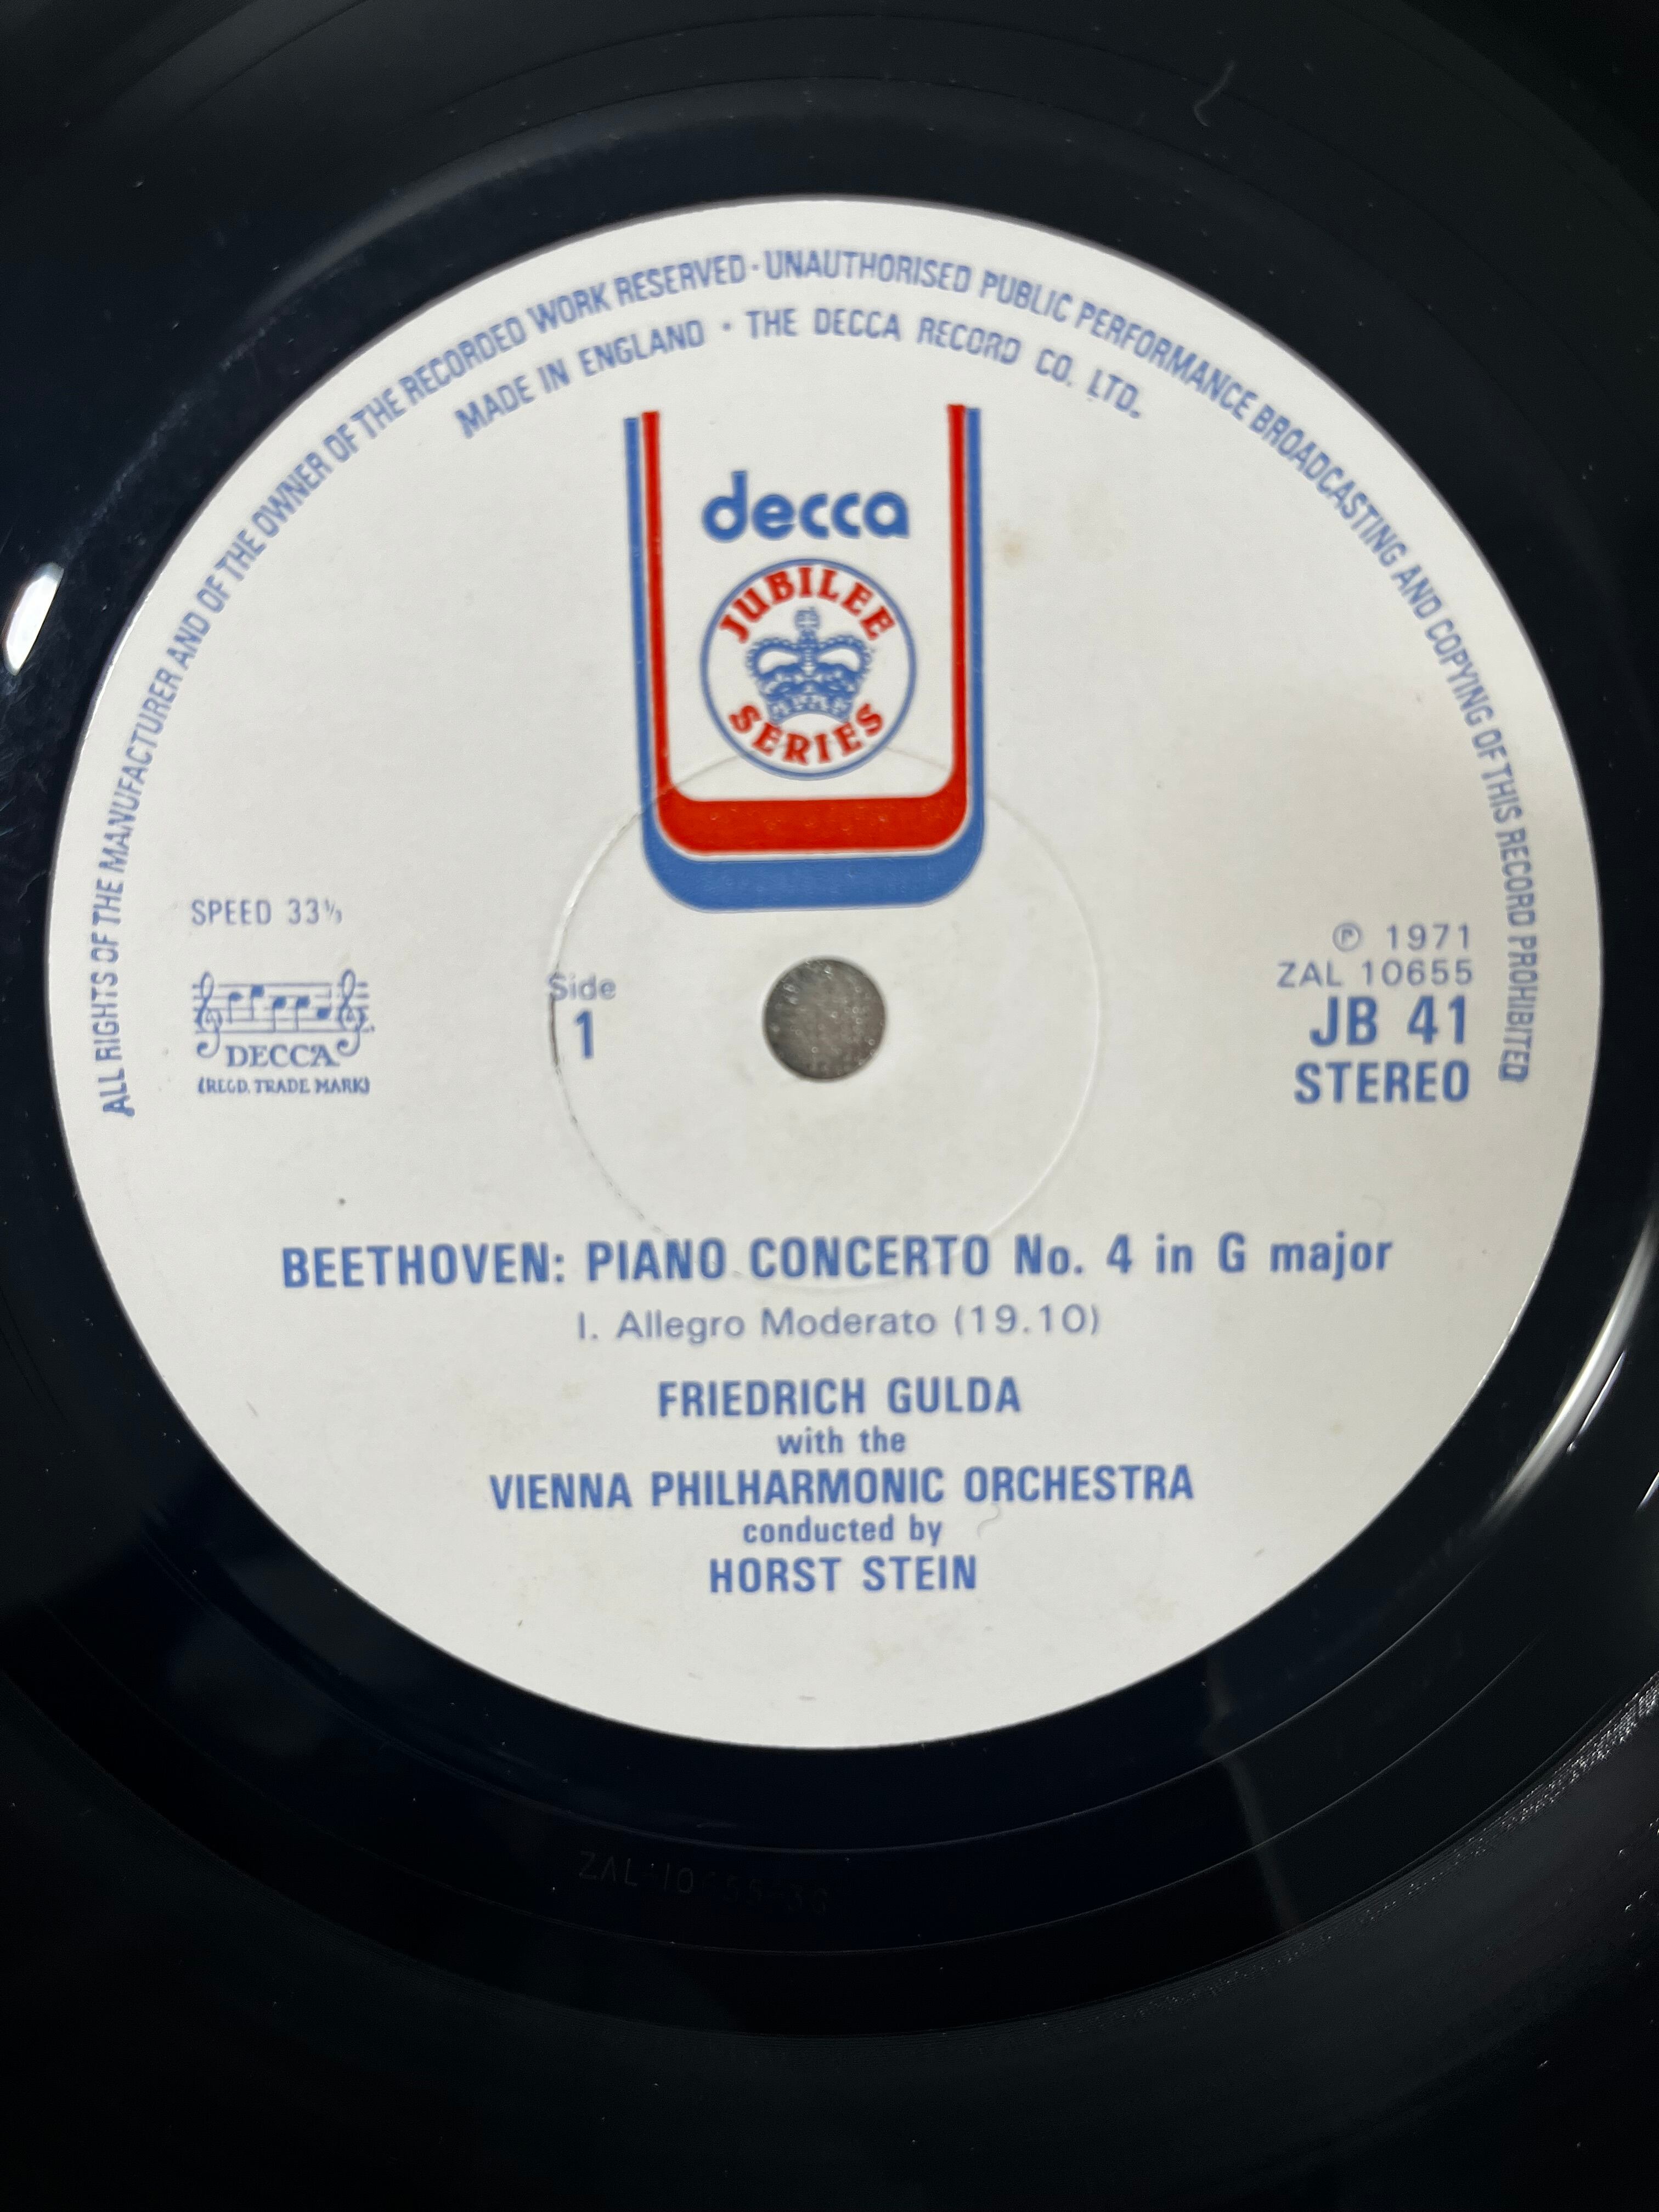 ALL RIGHTS OF THE MANUFACTURER AND OF THE OWNER OF THE RECORDED WORK RESERVED · UNAUTHORISED PUBLIC PERFORMANCE BROADCASTING AND COPYING OF THIS RECORD PROHIBITED
MADE IN ENGLAND · THE DECCA RECORD CO. LTD.
decca
JUBILEE
SERIES
SPEED 33⅓
DECCA
(REGD. TRADE MARK)
Side
1
℗ 1971
ZAL 10655
JB 41
STEREO
BEETHOVEN: PIANO CONCERTO No. 4 in G major
I. Allegro Moderato (19.10)
FRIEDRICH GULDA
with the
VIENNA PHILHARMONIC ORCHESTRA
conducted by
HORST STEIN